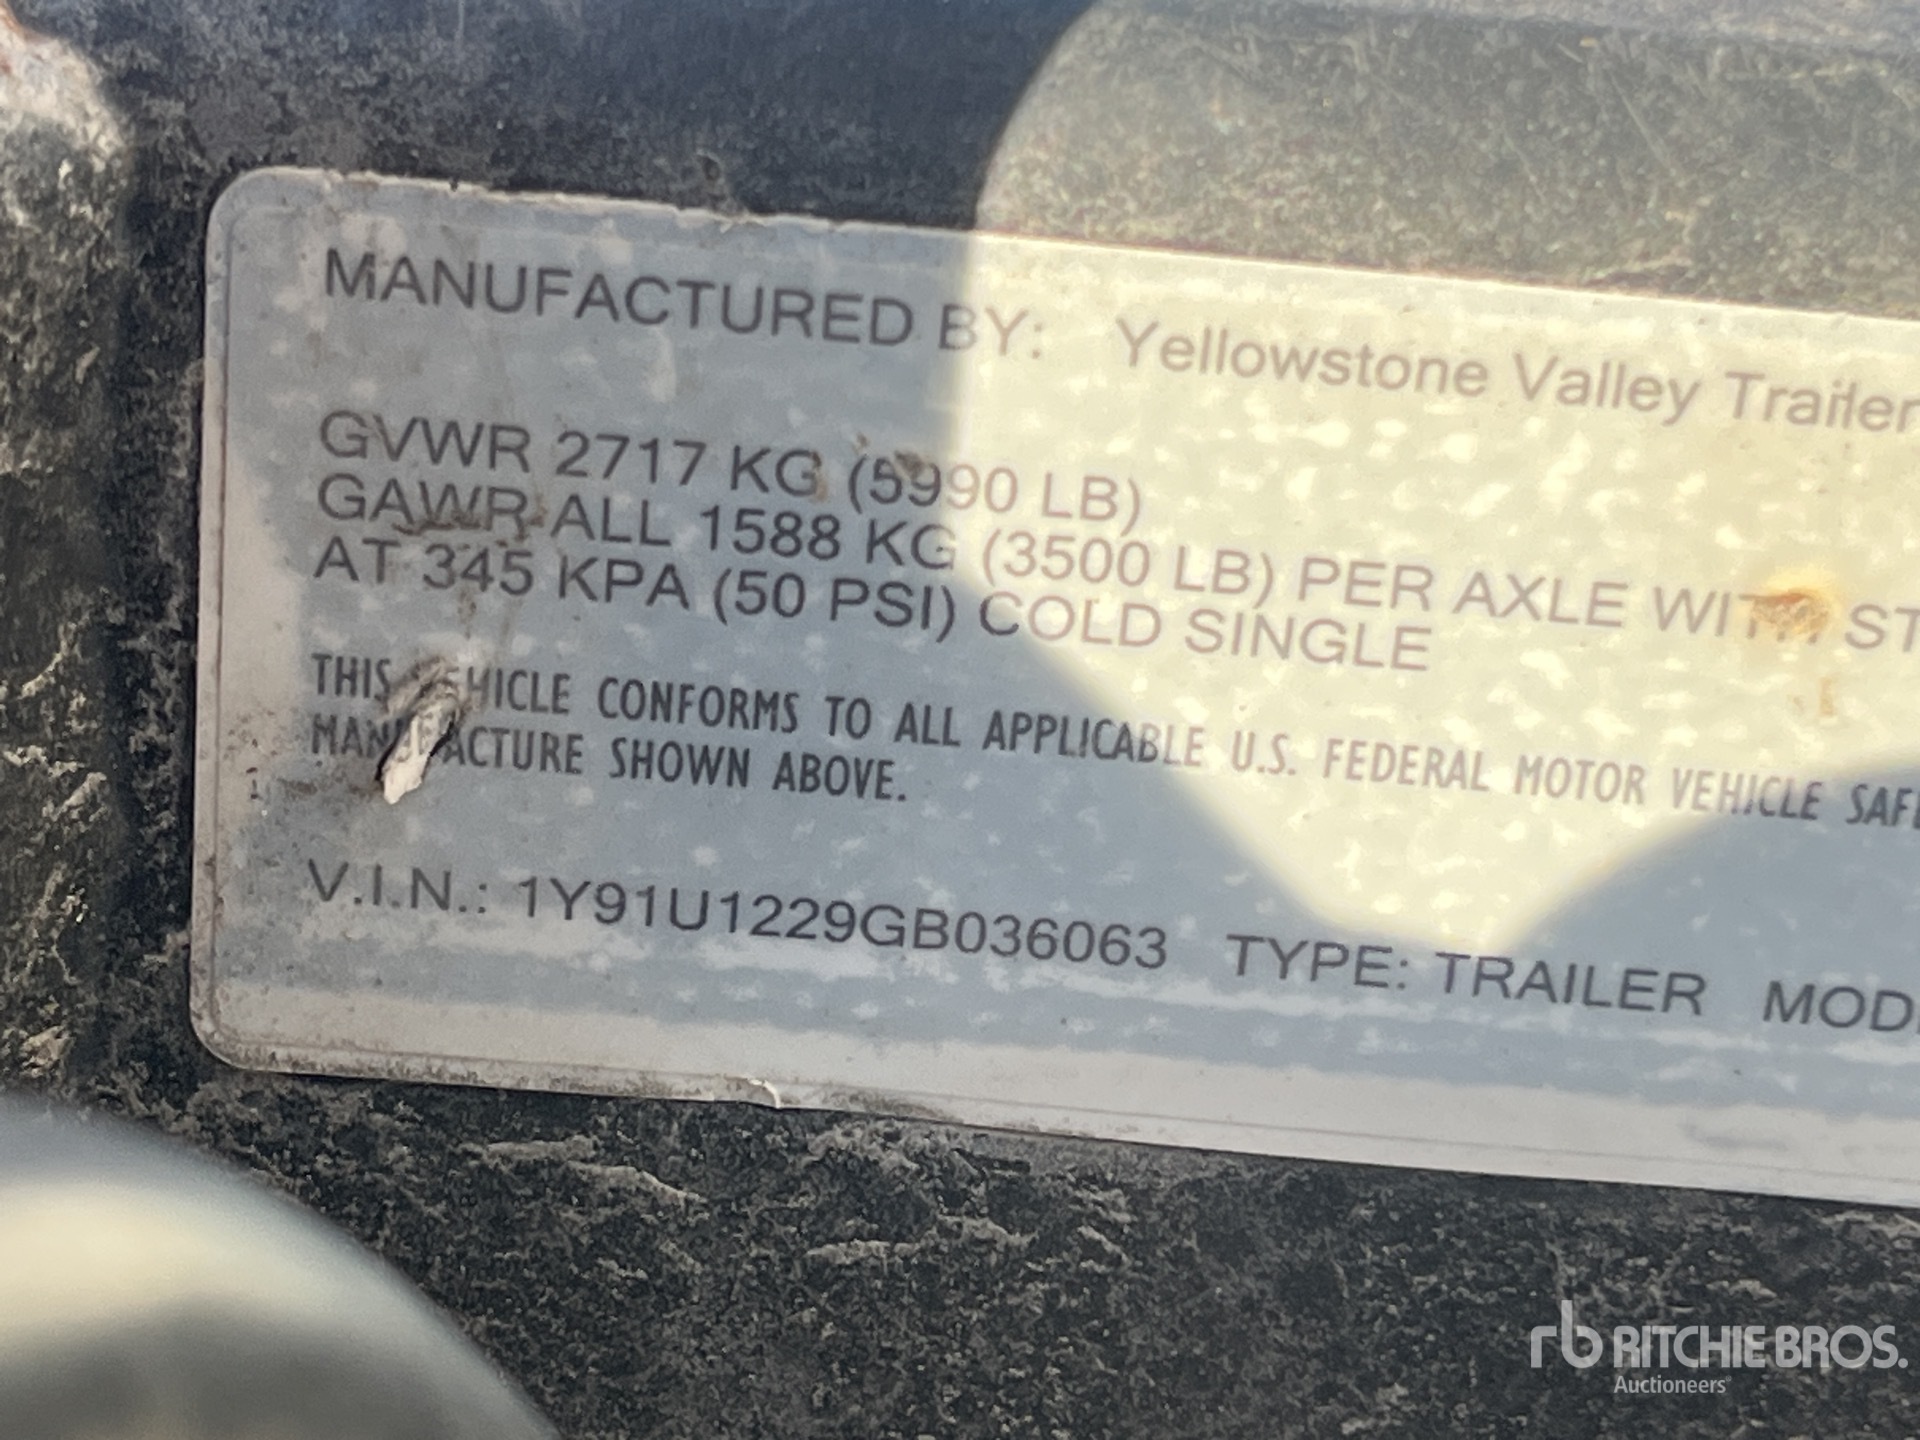 MANUFACTURED BY: Yellowstone Valley Trailer
GVWR 2717 KG (5990 LB)
GAWR ALL 1588 KG (3500 LB) PER AXLE WITH ST
AT 345 KPA (50 PSI) COLD SINGLE
THIS VEHICLE CONFORMS TO ALL APPLICABLE U.S. FEDERAL MOTOR VEHICLE SAFE
MANUFACTURE SHOWN ABOVE.
V.I.N.: 1Y91U1229GB036063 TYPE: TRAILER MOD
rb RITCHIE BROS.
Auctioneers